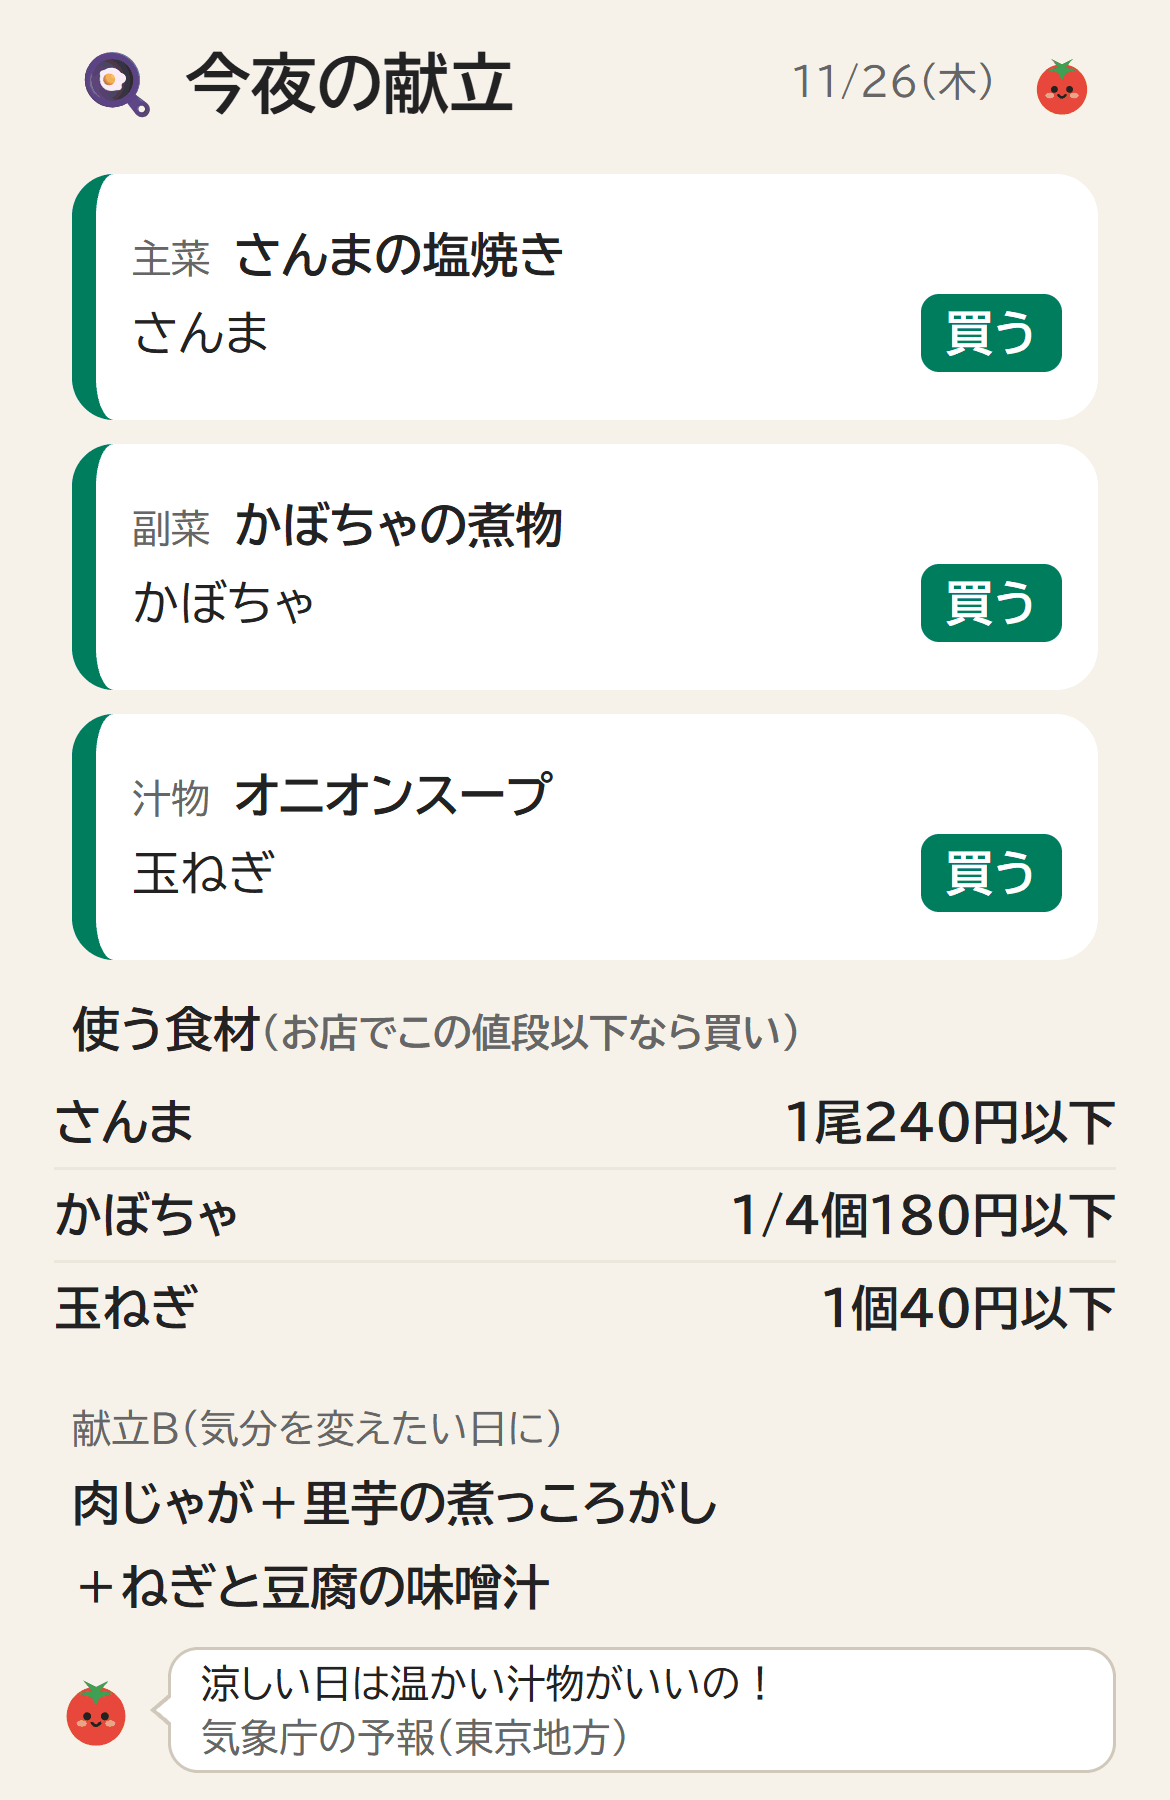 今夜の献立
11/26(木)
主菜 さんまの塩焼き
さんま
買う
副菜 かぼちゃの煮物
かぼちゃ
買う
汁物 オニオンスープ
玉ねぎ
買う
使う食材(お店でこの値段以下なら買い)
さんま 1尾240円以下
かぼちゃ 1/4個180円以下
玉ねぎ 1個40円以下
献立B(気分を変えたい日に)
肉じゃが+里芋の煮っころがし
+ねぎと豆腐の味噌汁
涼しい日は温かい汁物がいいの!
気象庁の予報(東京地方)